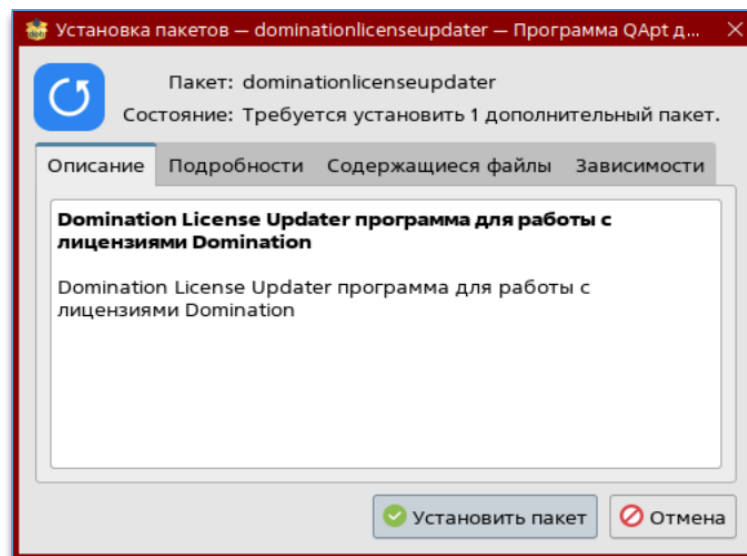 Установка пакетов — dominationlicenseupdater — Программа QApt д...
Пакет: dominationlicenseupdater
Состояние: Требуется установить 1 дополнительный пакет.
Описание Подробности Содержащиеся файлы Зависимости
Domination License Updater программа для работы с
лицензиями Domination
Domination License Updater программа для работы с
лицензиями Domination
Установить пакет Отмена